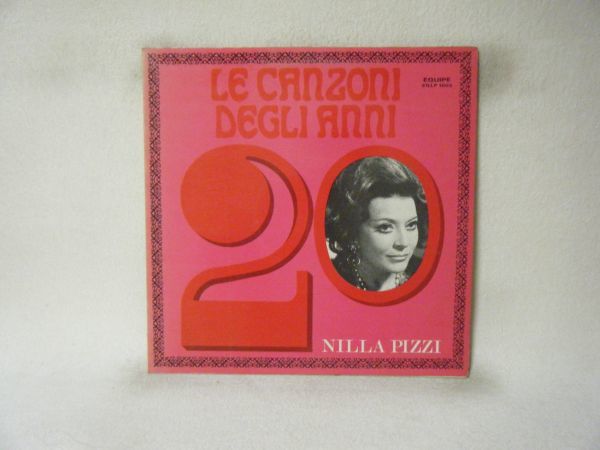 LE CANZONI
DEGLI ANNI
20
EQUIPE
NILLA PIZZI